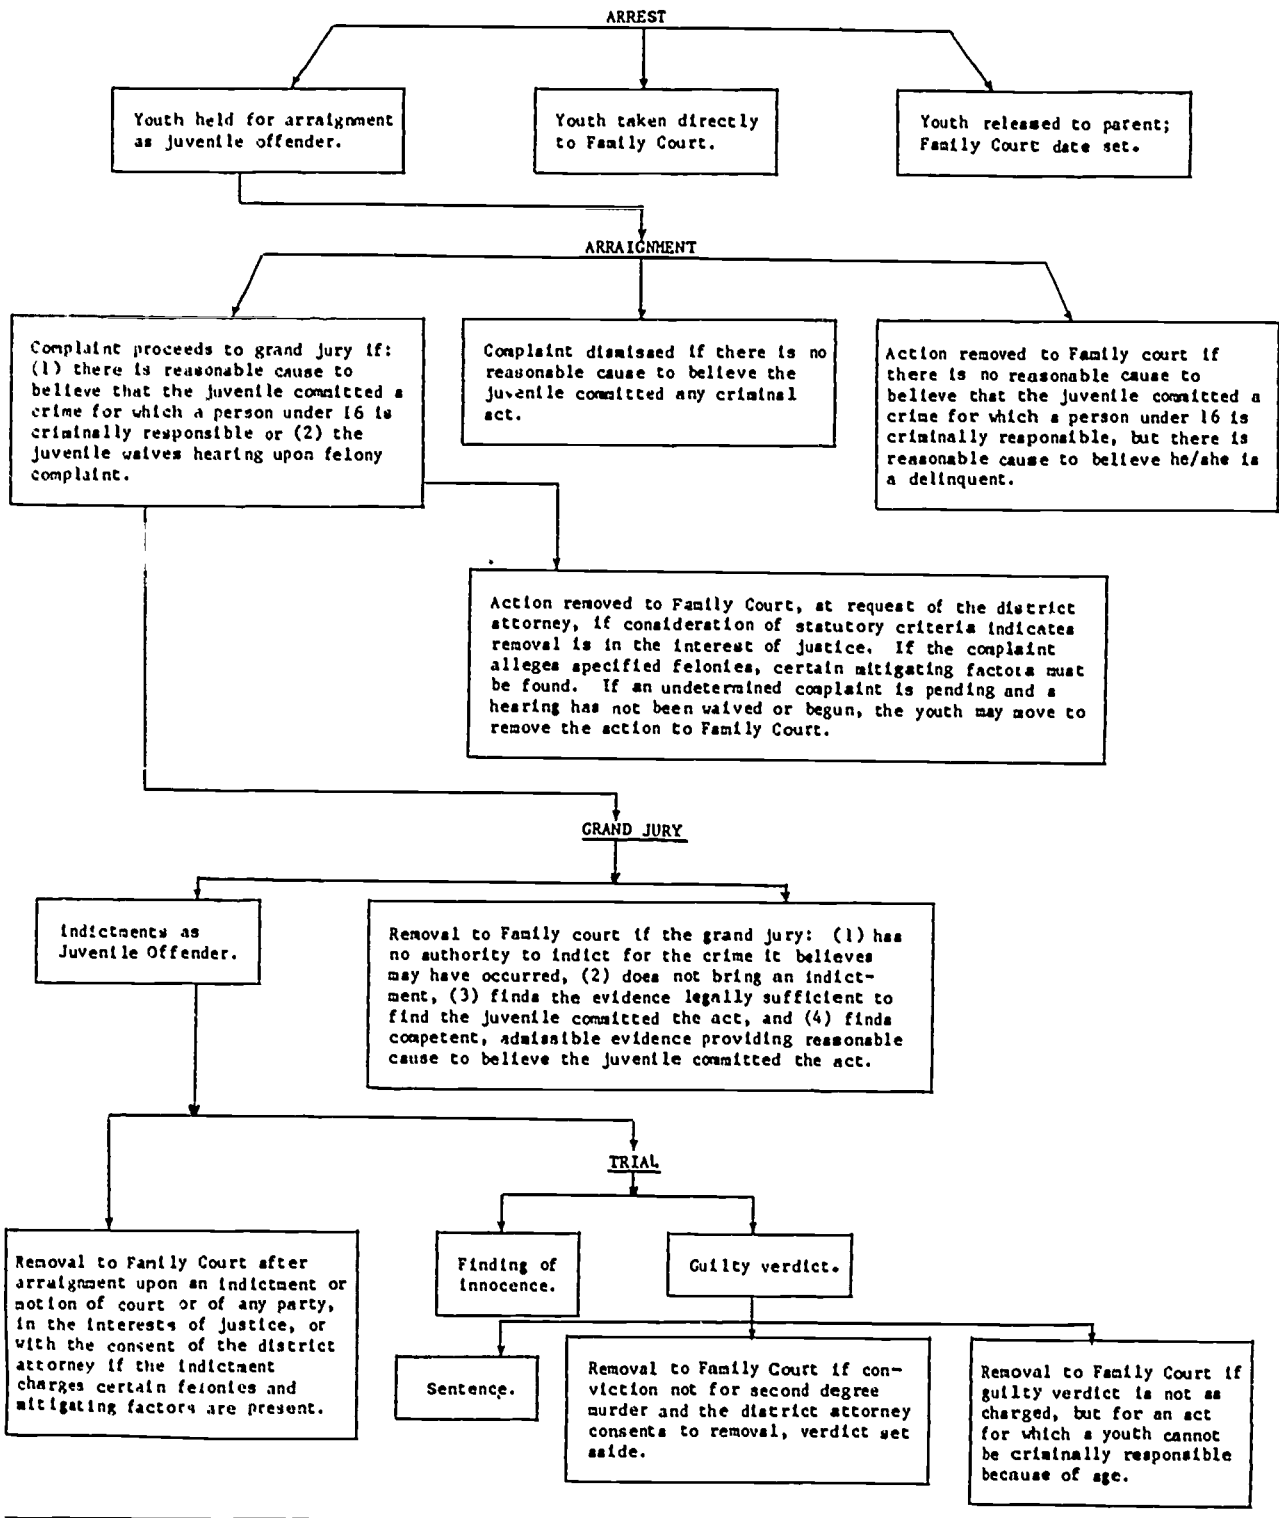 ARREST
Youth held for arraignment
as juvenile offender.
Youth taken directly
to Family Court.
Youth released to parent;
Family Court date set.
ARRAIGNMENT
Complaint proceeds to grand jury if:
(1) there is reasonable cause to
believe that the juvenile committed a
crime for which a person under 16 is
criminally responsible or (2) the
juvenile waives hearing upon felony
complaint.
Complaint dismissed if there is no
reasonable cause to believe the
juvenile committed any criminal
act.
Action removed to Family court if
there is no reasonable cause to
believe that the juvenile committed a
crime for which a person under 16 is
criminally responsible, but there is
reasonable cause to believe he/she is
a delinquent.
Action removed to Family Court, at request of the district
attorney, if consideration of statutory criteria indicates
removal is in the interest of justice. If the complaint
alleges specified felonies, certain mitigating factors must
be found. If an undetermined complaint is pending and a
hearing has not been waived or begun, the youth may move to
remove the action to Family Court.
GRAND JURY
Indictments as
Juvenile Offender.
Removal to Family court if the grand jury: (1) has
no authority to indict for the crime it believes
may have occurred, (2) does not bring an indict-
ment, (3) finds the evidence legally sufficient to
find the juvenile committed the act, and (4) finds
competent, admissible evidence providing reasonable
cause to believe the juvenile committed the act.
TRIAL
Removal to Family Court after
arraignment upon an indictment or
motion of court or of any party,
in the interests of justice, or
with the consent of the district
attorney if the indictment
charges certain felonies and
mitigating factors are present.
Finding of
innocence.
Guilty verdict.
Sentence.
Removal to Family Court if con-
viction not for second degree
murder and the district attorney
consents to removal, verdict set
aside.
Removal to Family Court if
guilty verdict is not as
charged, but for an act
for which a youth cannot
be criminally responsible
because of age.